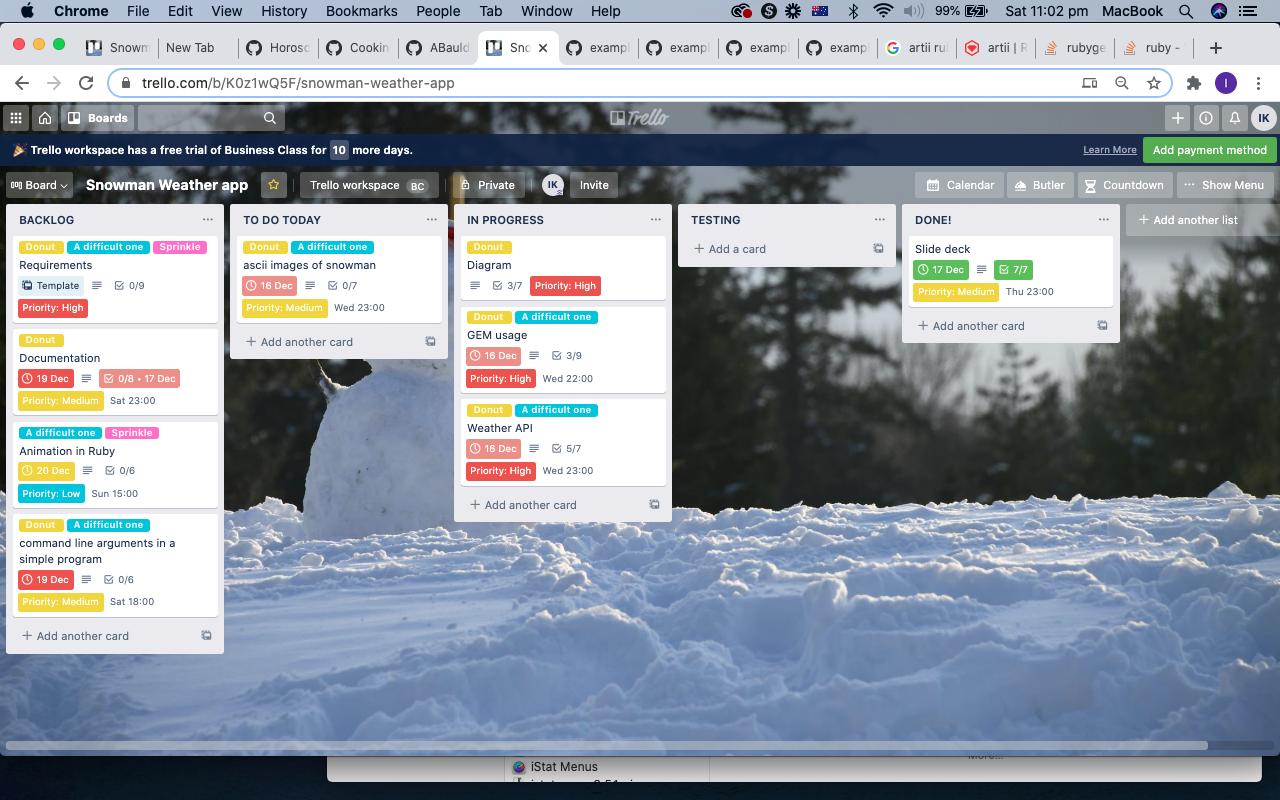 Chrome File Edit View History Bookmarks People Tab Window Help 99% Sat 11:02 pm MacBook
Snowm New Tab Horosc Cookin ABauld Sno exampl exampl exampl exampl artii rul artii | R rubyge ruby -
trello.com/b/K0z1wQ5F/snowman-weather-app I
Boards Trello IK
Trello workspace has a free trial of Business Class for 10 more days. Learn More Add payment method
Board Snowman Weather app Trello workspace BC Private IK Invite Calendar Butler Countdown ··· Show Menu
BACKLOG ···
Donut A difficult one Sprinkle
Requirements
Template 0/9
Priority: High
Donut
Documentation
19 Dec 0/8 • 17 Dec
Priority: Medium Sat 23:00
A difficult one Sprinkle
Animation in Ruby
20 Dec 0/6
Priority: Low Sun 15:00
Donut A difficult one
command line arguments in a
simple program
19 Dec 0/6
Priority: Medium Sat 18:00
+ Add another card
TO DO TODAY ···
Donut A difficult one
ascii images of snowman
16 Dec 0/7
Priority: Medium Wed 23:00
+ Add another card
IN PROGRESS ···
Donut
Diagram
3/7 Priority: High
Donut A difficult one
GEM usage
16 Dec 3/9
Priority: High Wed 22:00
Donut A difficult one
Weather API
16 Dec 5/7
Priority: High Wed 23:00
+ Add another card
TESTING ···
+ Add a card
DONE! ···
Slide deck
17 Dec 7/7
Priority: Medium Thu 23:00
+ Add another card
+ Add another list
iStat Menus